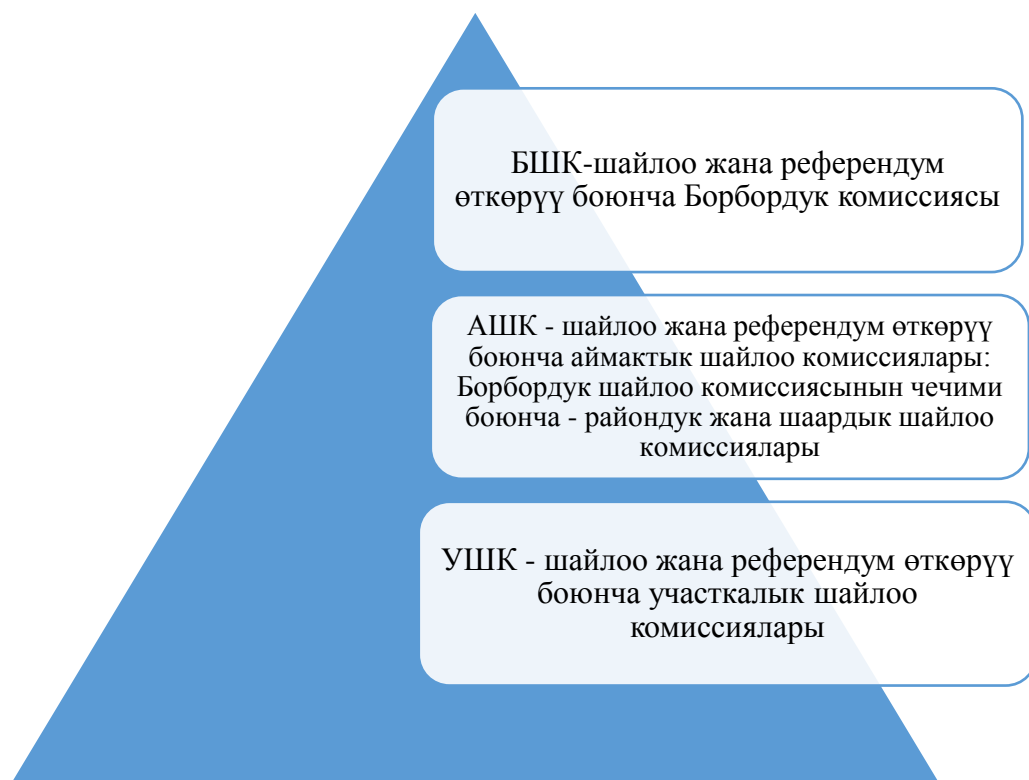 БШК-шайлоо жана референдум
өткөрүү боюнча Борбордук комиссиясы
АШК - шайлоо жана референдум өткөрүү
боюнча аймактык шайлоо комиссиялары:
Борбордук шайлоо комиссиясынын чечими
боюнча - райондук жана шаардык шайлоо
комиссиялары
УШК - шайлоо жана референдум өткөрүү
боюнча участкалык шайлоо
комиссиялары